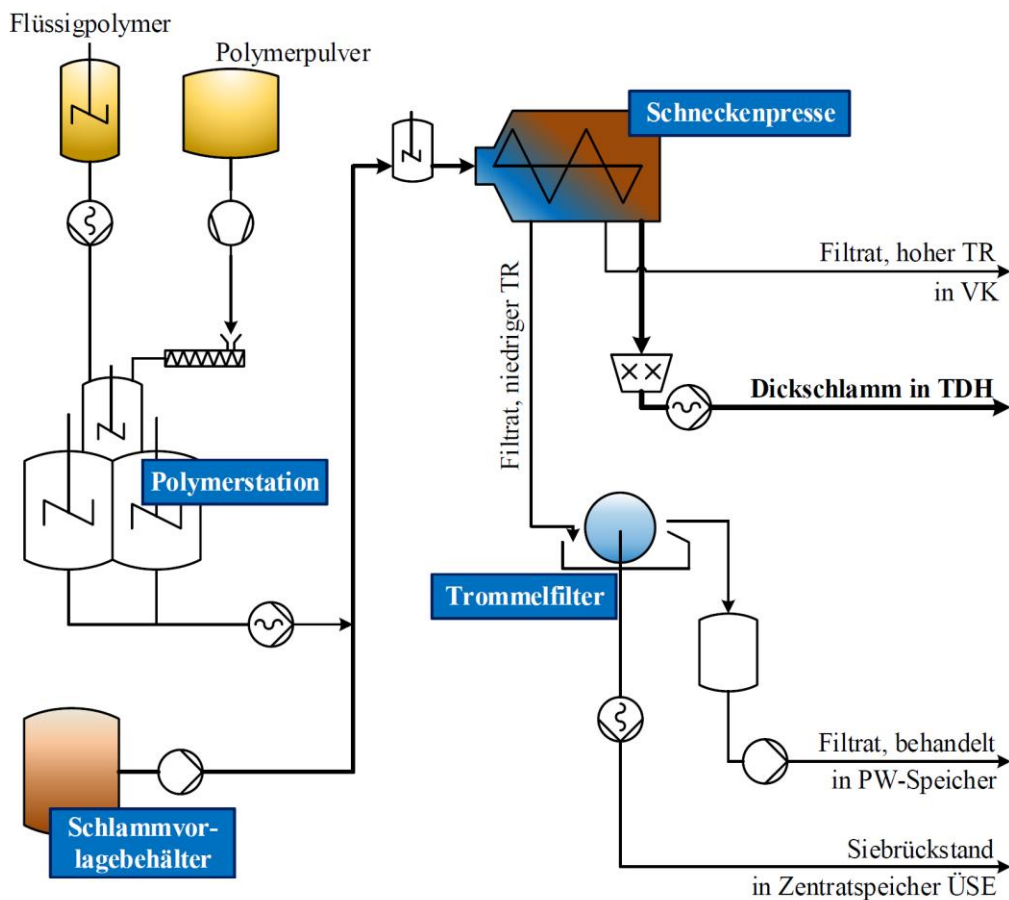 Flüssigpolymer
Polymerpulver
Schneckenpresse
Filtrat, hoher TR
in VK
Filtrat, niedriger TR
Dickschlamm in TDH
Polymerstation
Trommelfilter
Filtrat, behandelt
in PW-Speicher
Schlammvor-
lagebehälter
Siebrückstand
in Zentratspeicher ÜSE